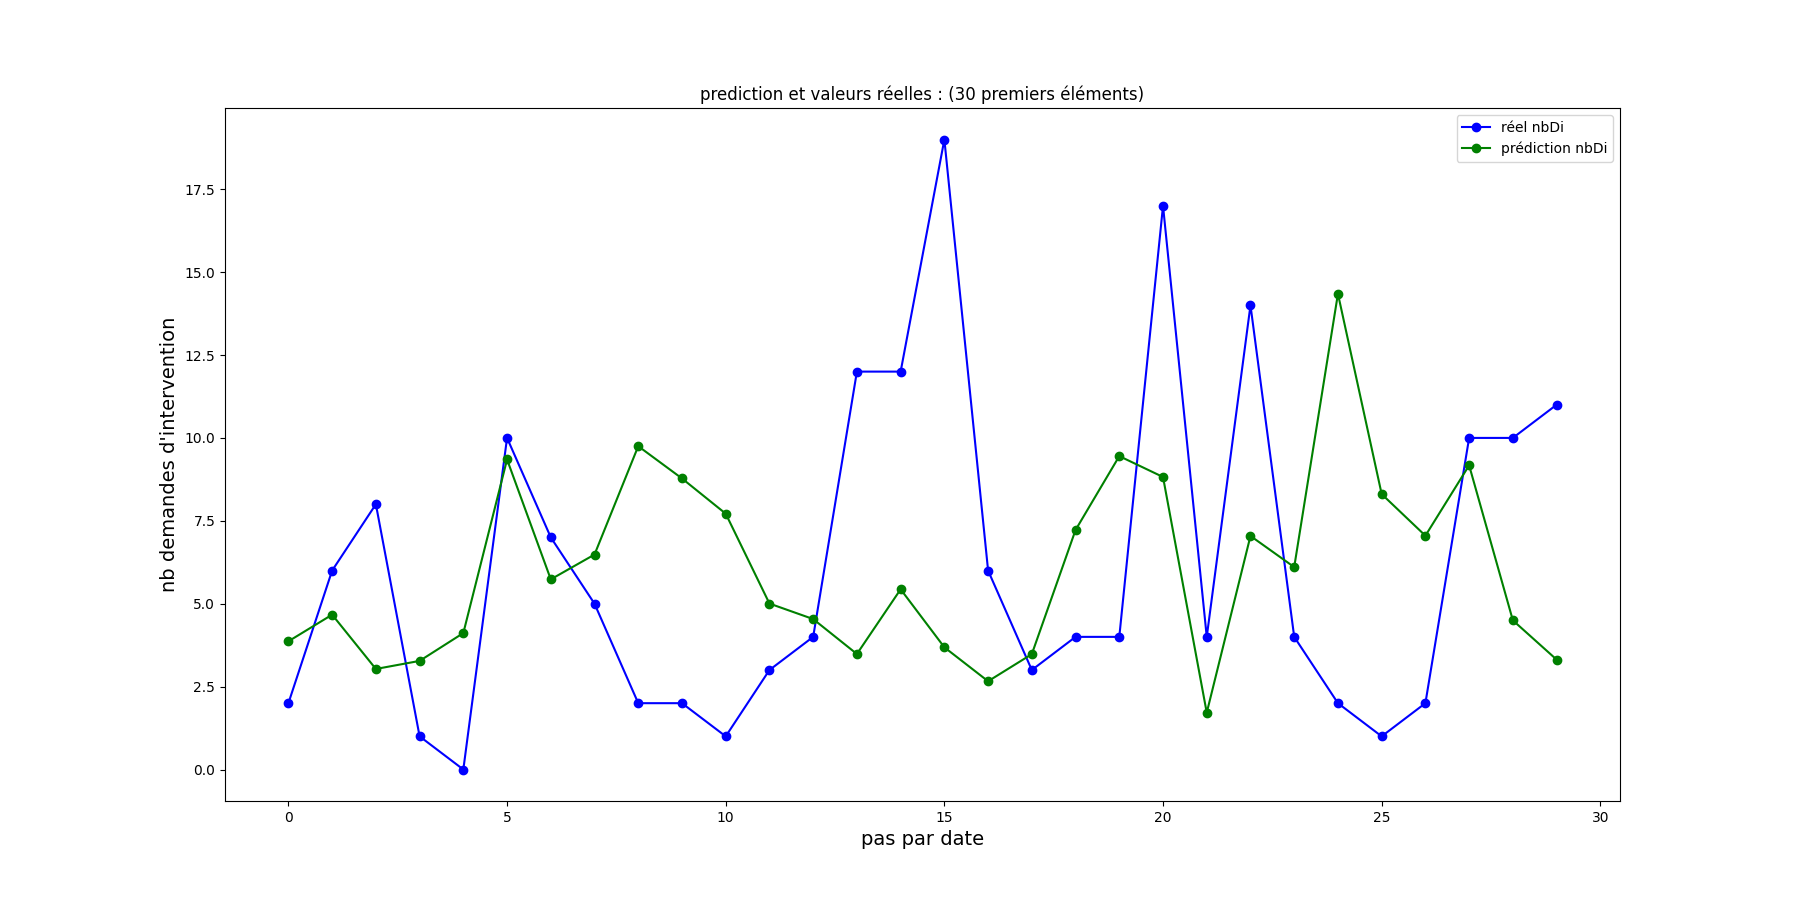 prediction et valeurs réelles : (30 premiers éléments)
réel nbDi
prédiction nbDi
nb demandes d'intervention
17.5
15.0
12.5
10.0
7.5
5.0
2.5
0.0
0 5 10 15 20 25 30
pas par date